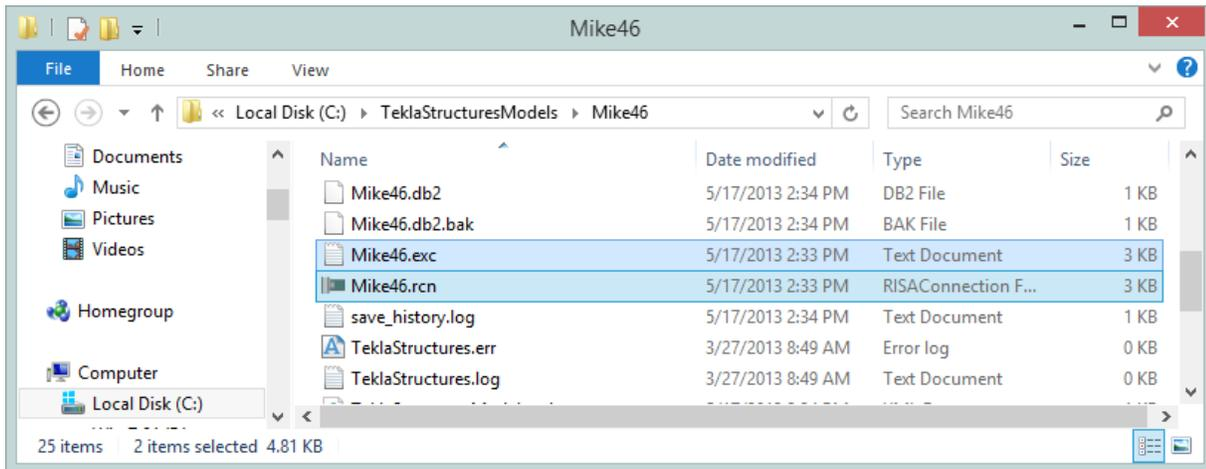 Mike46
File Home Share View
« Local Disk (C:) TeklaStructuresModels Mike46 Search Mike46
Documents
Music
Pictures
Videos
Homegroup
Computer
Local Disk (C:)
Name Date modified Type Size
Mike46.db2 5/17/2013 2:34 PM DB2 File 1 KB
Mike46.db2.bak 5/17/2013 2:34 PM BAK File 1 KB
Mike46.exc 5/17/2013 2:33 PM Text Document 3 KB
Mike46.rcn 5/17/2013 2:33 PM RISAConnection F... 3 KB
save_history.log 5/17/2013 2:34 PM Text Document 1 KB
TeklaStructures.err 3/27/2013 8:49 AM Error log 0 KB
TeklaStructures.log 3/27/2013 8:49 AM Text Document 0 KB
25 items 2 items selected 4.81 KB